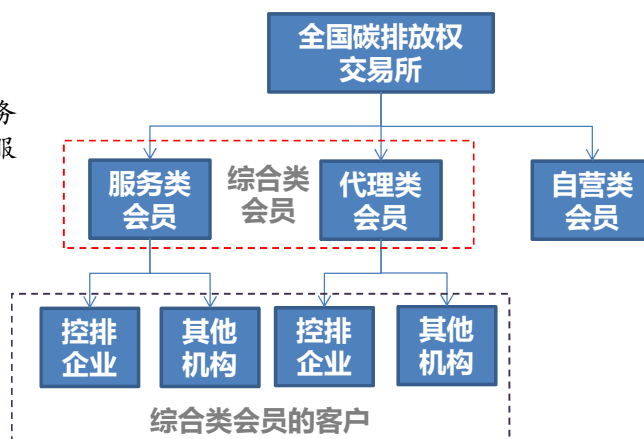 全国碳排放权
交易所
务
服
服务类
会员
综合类
会员
代理类
会员
自营类
会员
控排
企业
其他
机构
控排
企业
其他
机构
综合类会员的客户